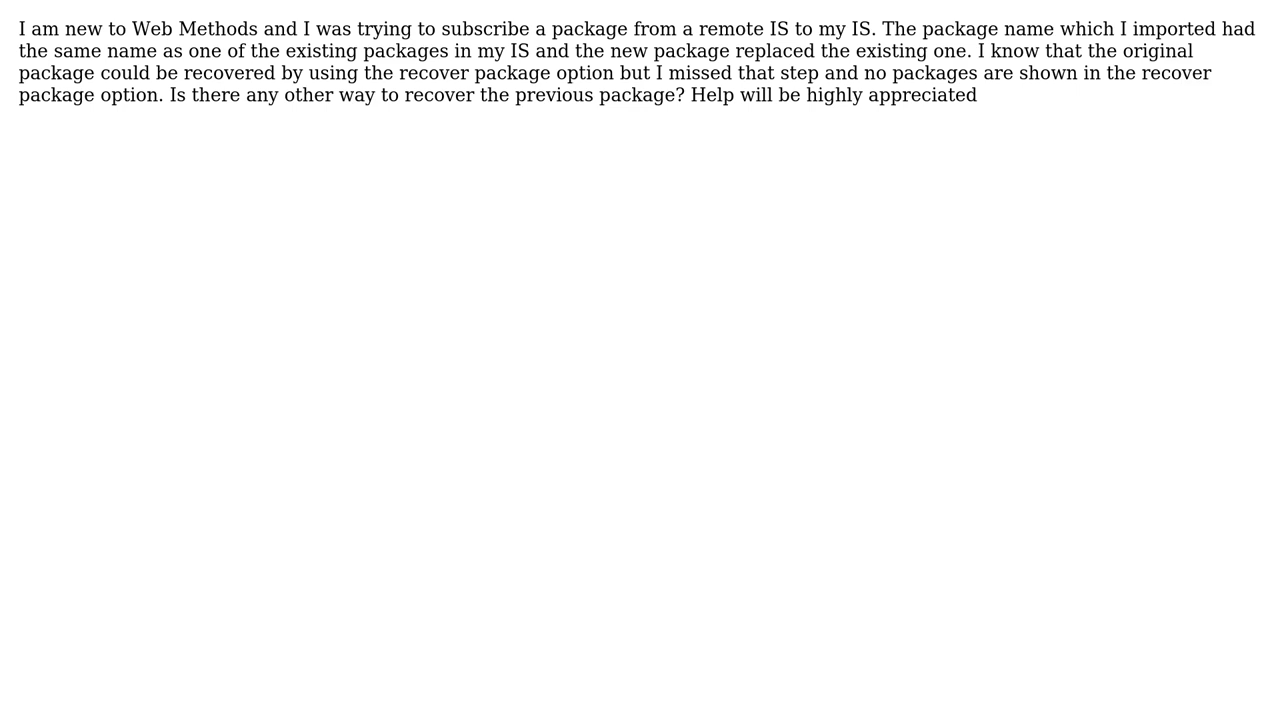 I am new to Web Methods and I was trying to subscribe a package from a remote IS to my IS. The package name which I imported had
the same name as one of the existing packages in my IS and the new package replaced the existing one. I know that the original
package could be recovered by using the recover package option but I missed that step and no packages are shown in the recover
package option. Is there any other way to recover the previous package? Help will be highly appreciated